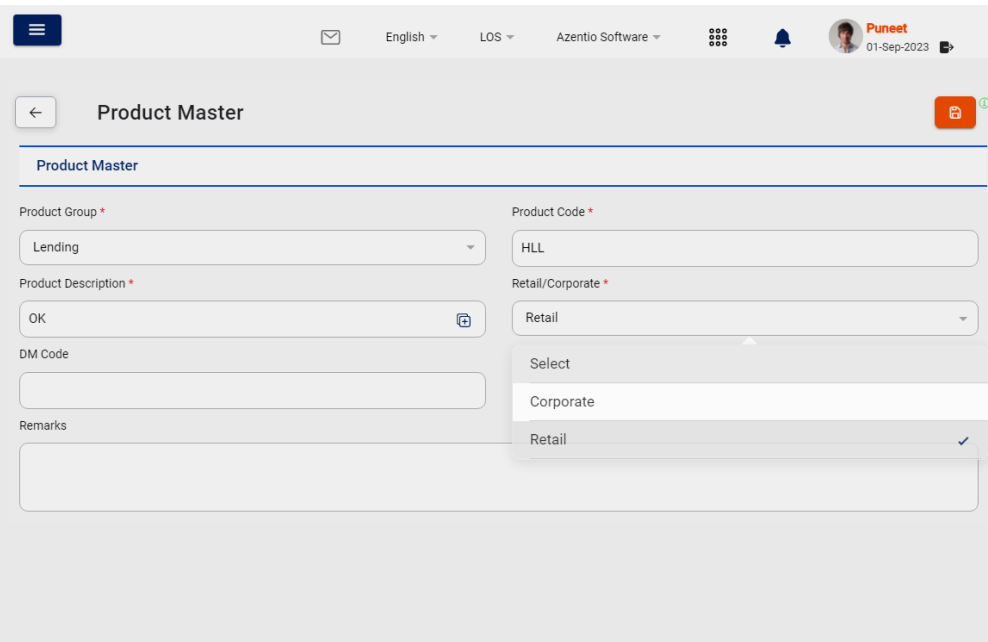 English LOS Azentio Software Puneet
01-Sep-2023
Product Master
Product Master
Product Group * Product Code *
Lending HLL
Product Description * Retail/Corporate *
OK Retail
DM Code
Select
Corporate
Remarks
Retail